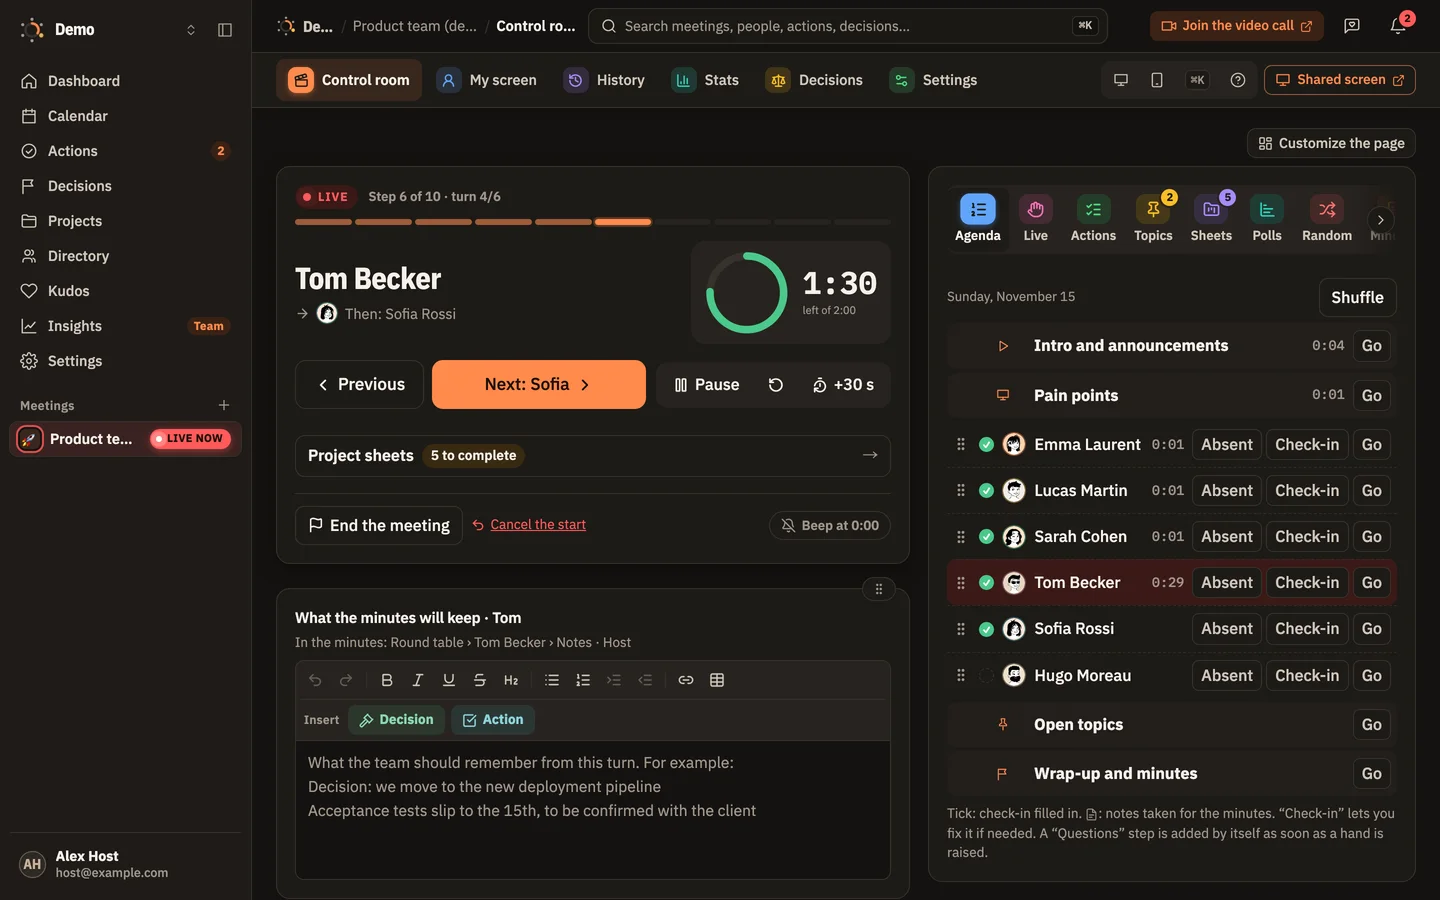 Demo
Dashboard
Calendar
Actions 2
Decisions
Projects
Directory
Kudos
Insights Team
Settings
Meetings
Product te... LIVE NOW
AH
Alex Host
host@example.com
De... / Product team (de... / Control ro...
Search meetings, people, actions, decisions... ⌘K
Join the video call
2
Control room
My screen
History
Stats
Decisions
Settings
⌘K
Shared screen
Customize the page
LIVE Step 6 of 10 · turn 4/6
Tom Becker
Then: Sofia Rossi
1:30
left of 2:00
Previous
Next: Sofia
Pause
+30 s
Project sheets 5 to complete
End the meeting
Cancel the start
Beep at 0:00
What the minutes will keep · Tom
In the minutes: Round table › Tom Becker › Notes · Host
B I U S H2
Insert Decision Action
What the team should remember from this turn. For example:
Decision: we move to the new deployment pipeline
Acceptance tests slip to the 15th, to be confirmed with the client
Agenda
Live
Actions
2
Topics
5
Sheets
Polls
Random
Sunday, November 15
Shuffle
Intro and announcements 0:04 Go
Pain points 0:01 Go
Emma Laurent 0:01 Absent Check-in Go
Lucas Martin 0:01 Absent Check-in Go
Sarah Cohen 0:01 Absent Check-in Go
Tom Becker 0:29 Absent Check-in Go
Sofia Rossi Absent Check-in Go
Hugo Moreau Absent Check-in Go
Open topics Go
Wrap-up and minutes Go
Tick: check-in filled in. : notes taken for the minutes. “Check-in” lets you
fix it if needed. A “Questions” step is added by itself as soon as a hand is
raised.